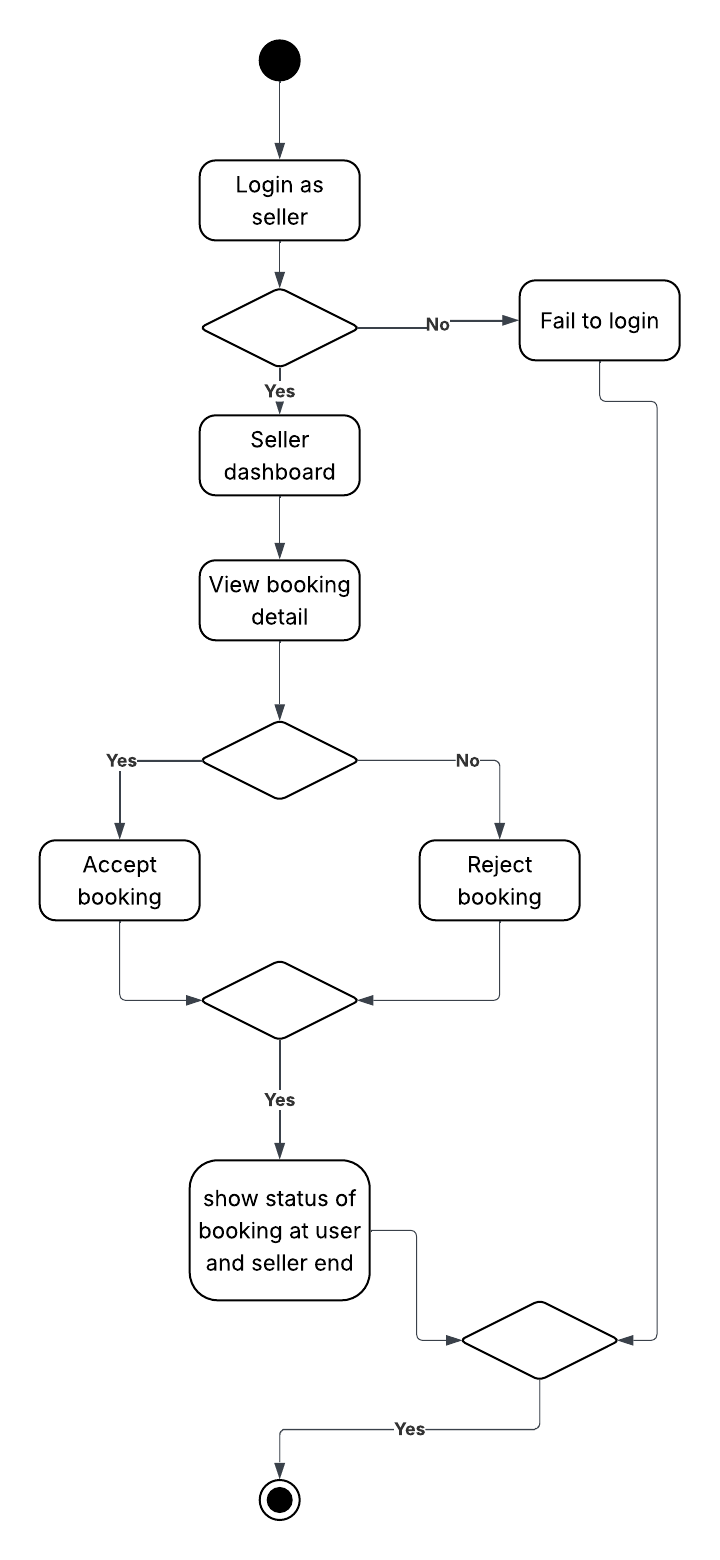 Login as
seller
No
Fail to login
Yes
Seller
dashboard
View booking
detail
Yes
No
Accept
booking
Reject
booking
Yes
show status of
booking at user
and seller end
Yes